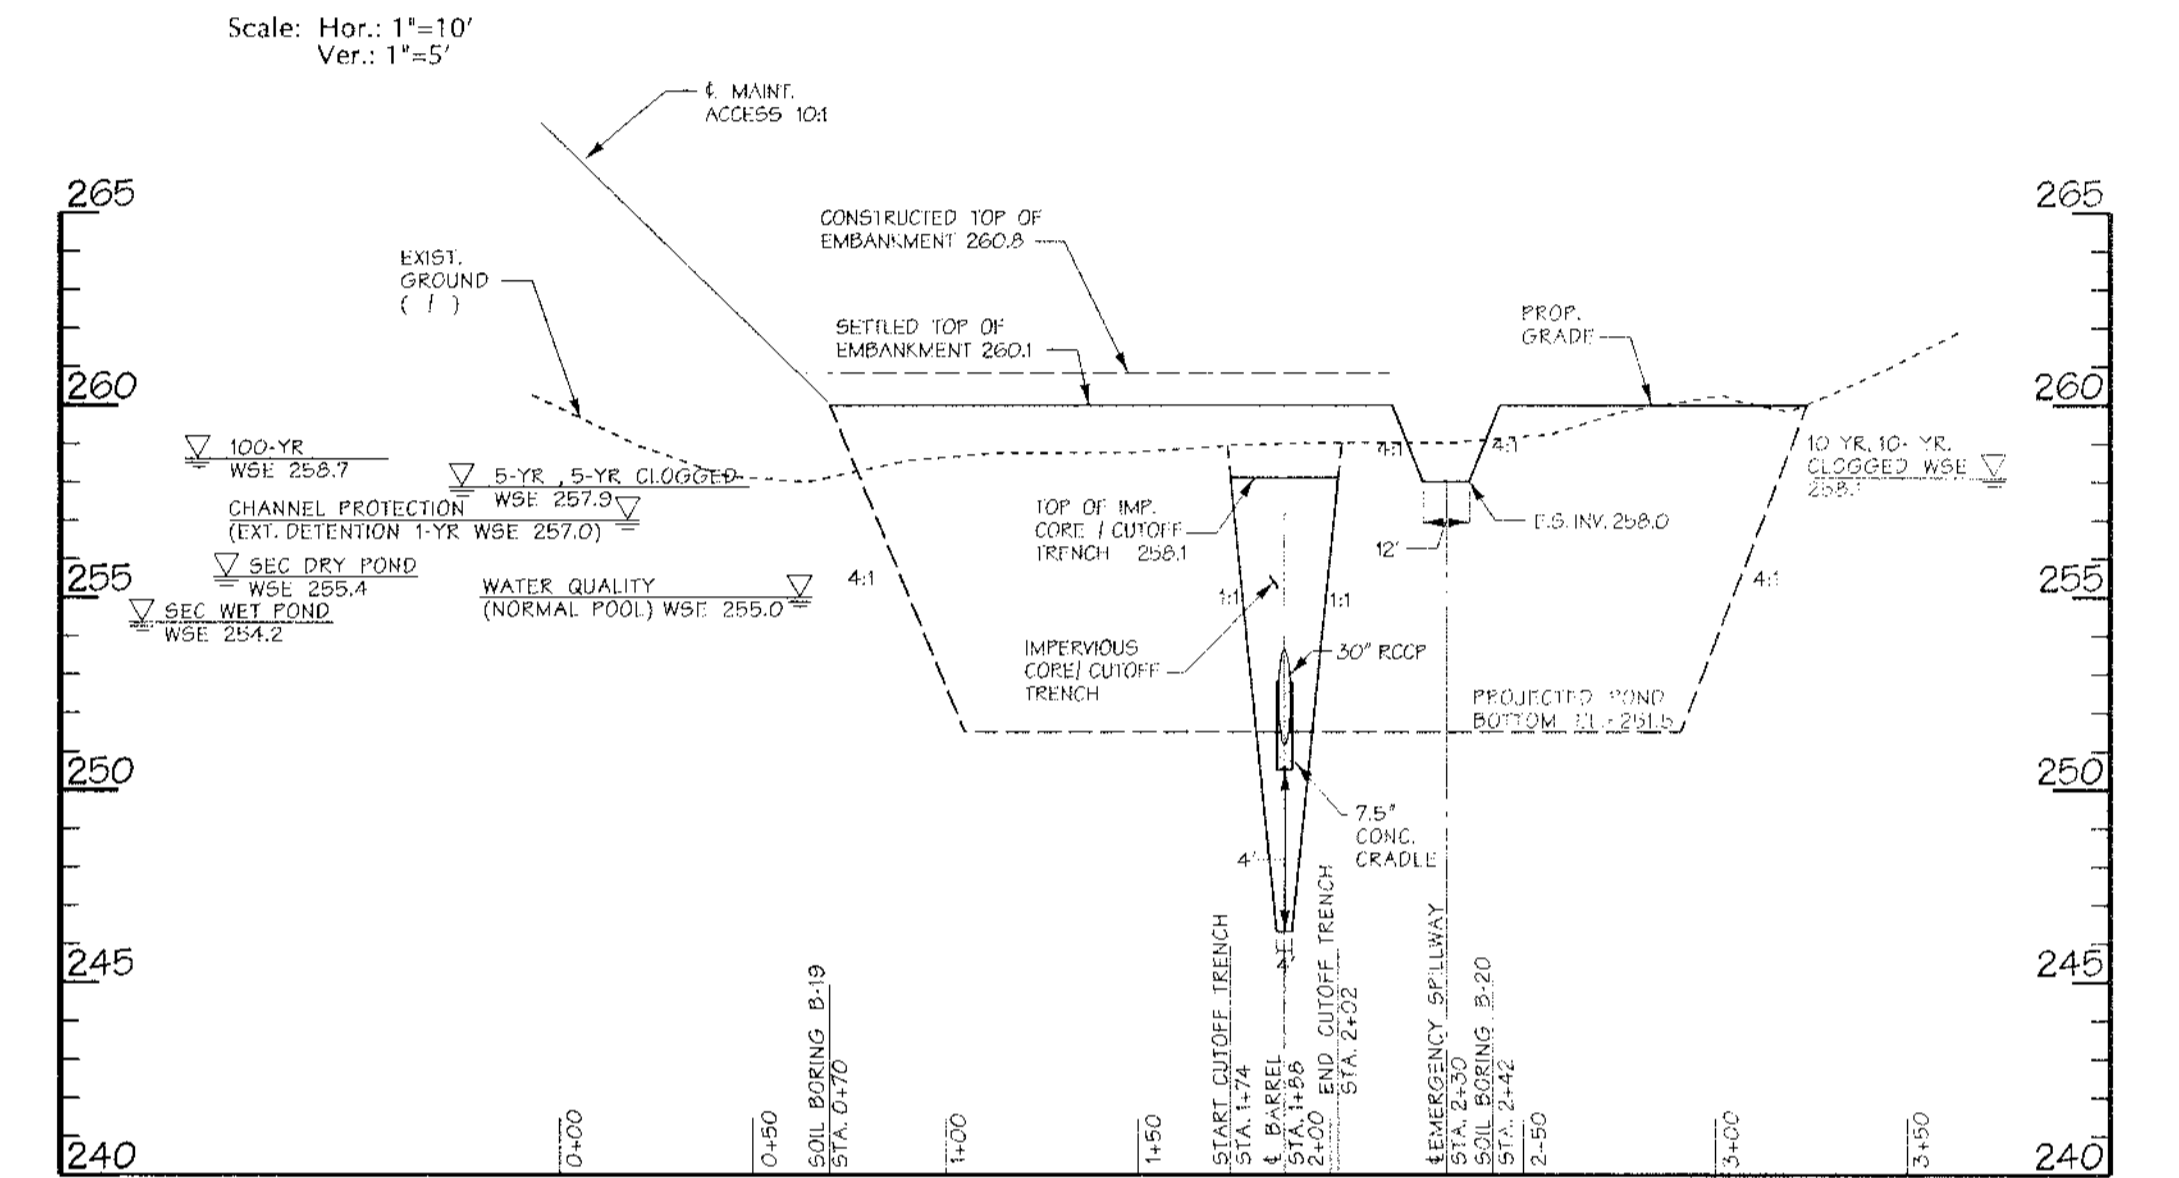 Scale: Hor.: 1"=10'
Ver.: 1"=5'
℄ MAINT.
ACCESS 10:1
265
265
CONSTRUCTED TOP OF
EMBANKMENT 260.8
EXIST.
GROUND
SETTLED TOP OF
EMBANKMENT 260.1
PROP.
GRADE
260
260
100-YR
WSE 258.7
5-YR , 5-YR CLOGGED
WSE 257.9
CHANNEL PROTECTION
(EXT. DETENTION 1-YR WSE 257.0)
4:1
4:1
10 YR, 10- YR.
CLOGGED WSE
TOP OF IMP.
CORE / CUTOFF
TRENCH 258.1
E.S. INV. 258.0
12'
SEC DRY POND
WSE 255.4
255
255
WATER QUALITY
(NORMAL POOL) WSE 255.0
4:1
4:1
1:1
1:1
SEC WET POND
WSE 254.2
IMPERVIOUS
CORE/ CUTOFF
TRENCH
30" RCCP
PROJECTED POND
BOTTOM EL.= 251.5
250
250
7.5"
CONC.
CRADLE
4'
245
245
240
240
0+00
0+50
SOIL BORING B-19
STA. 0+70
1+00
1+50
START CUTOFF TRENCH
STA. 1+74
℄ BARREL
STA. 1+88
2+00
END CUTOFF TRENCH
STA. 2+02
℄EMERGENCY SPILLWAY
STA. 2+30
SOIL BORING B-20
STA. 2+42
2+50
3+00
3+50